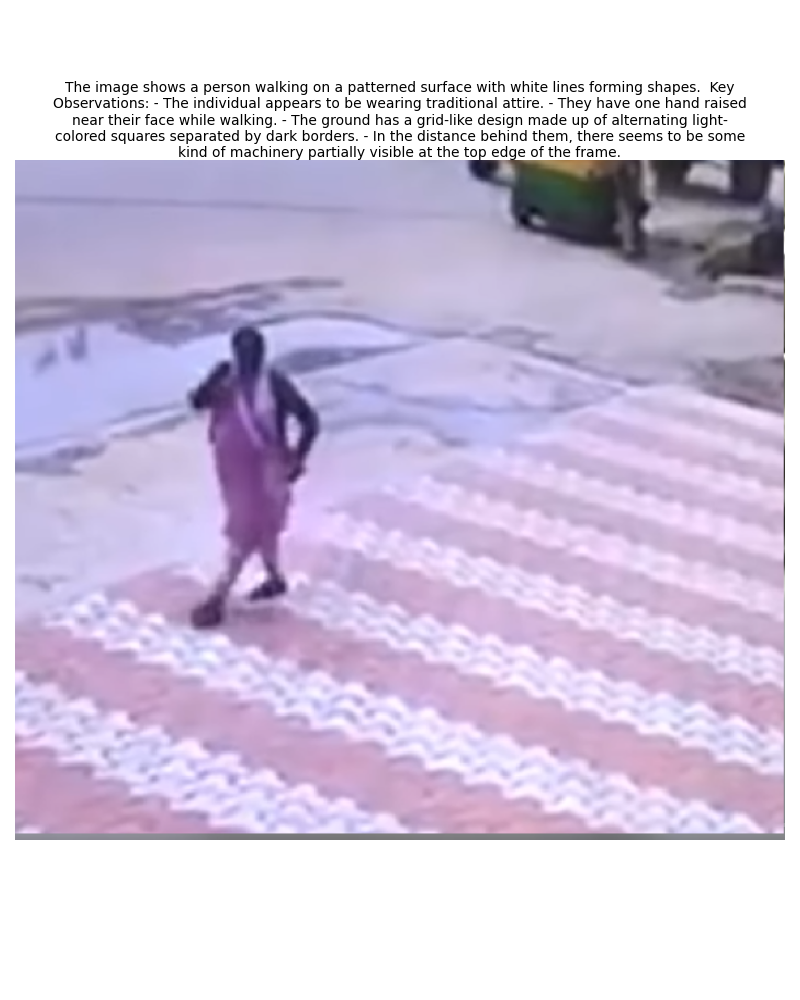 The image shows a person walking on a patterned surface with white lines forming shapes.  Key
Observations: - The individual appears to be wearing traditional attire. - They have one hand raised
near their face while walking. - The ground has a grid-like design made up of alternating light-
colored squares separated by dark borders. - In the distance behind them, there seems to be some
kind of machinery partially visible at the top edge of the frame.